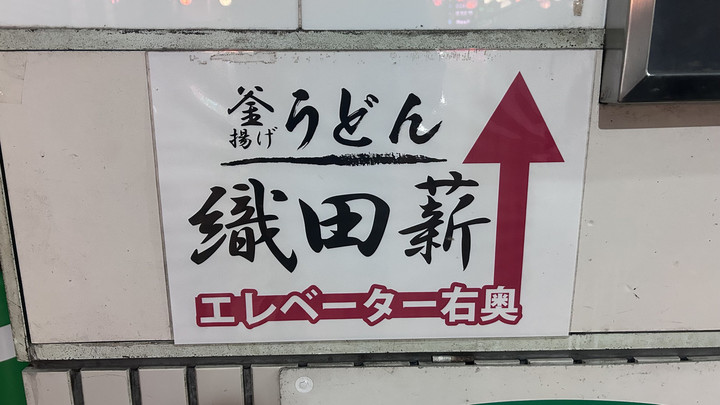 釜揚げうどん
織田薪
エレベーター右奥